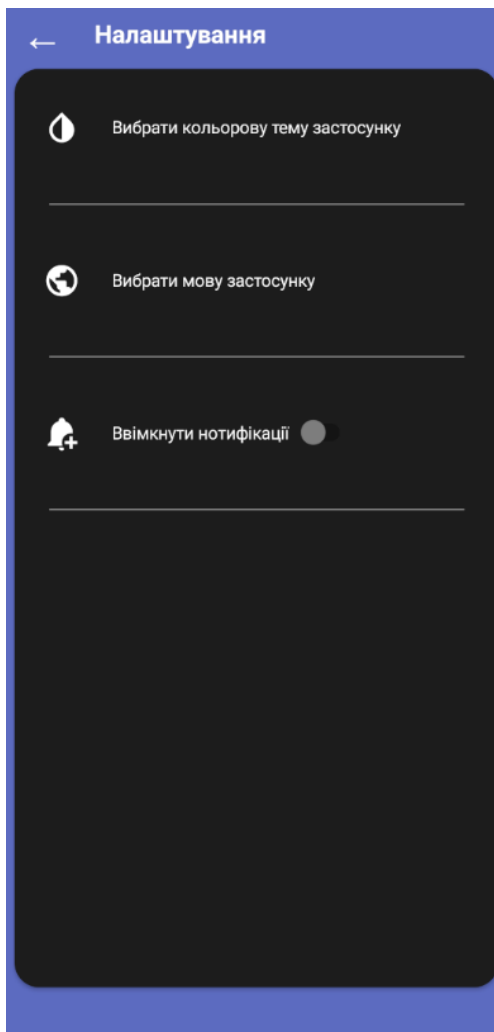 Налаштування
Вибрати кольорову тему застосунку
Вибрати мову застосунку
Ввімкнути нотифікації